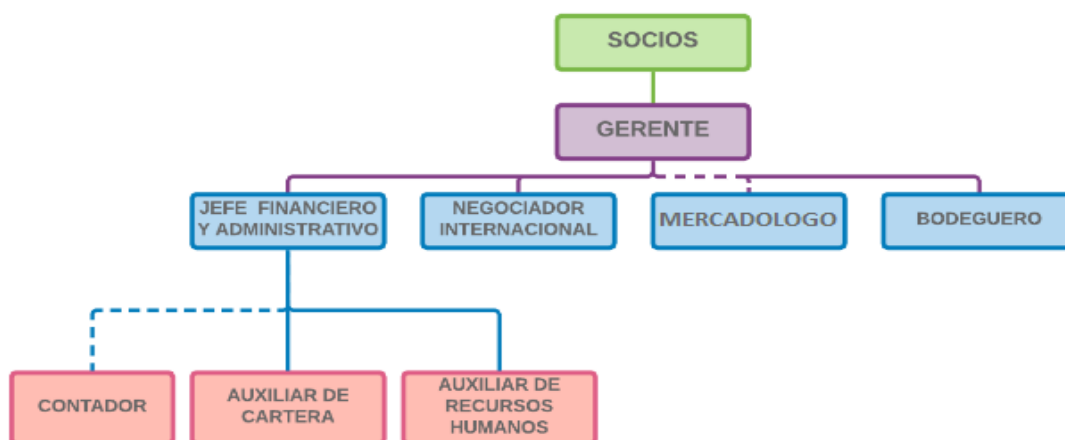 SOCIOS
GERENTE
JEFE FINANCIERO
Y ADMINISTRATIVO
NEGOCIADOR
INTERNACIONAL
MERCADOLOGO
BODEGUERO
CONTADOR
AUXILIAR DE
CARTERA
AUXILIAR DE
RECURSOS
HUMANOS